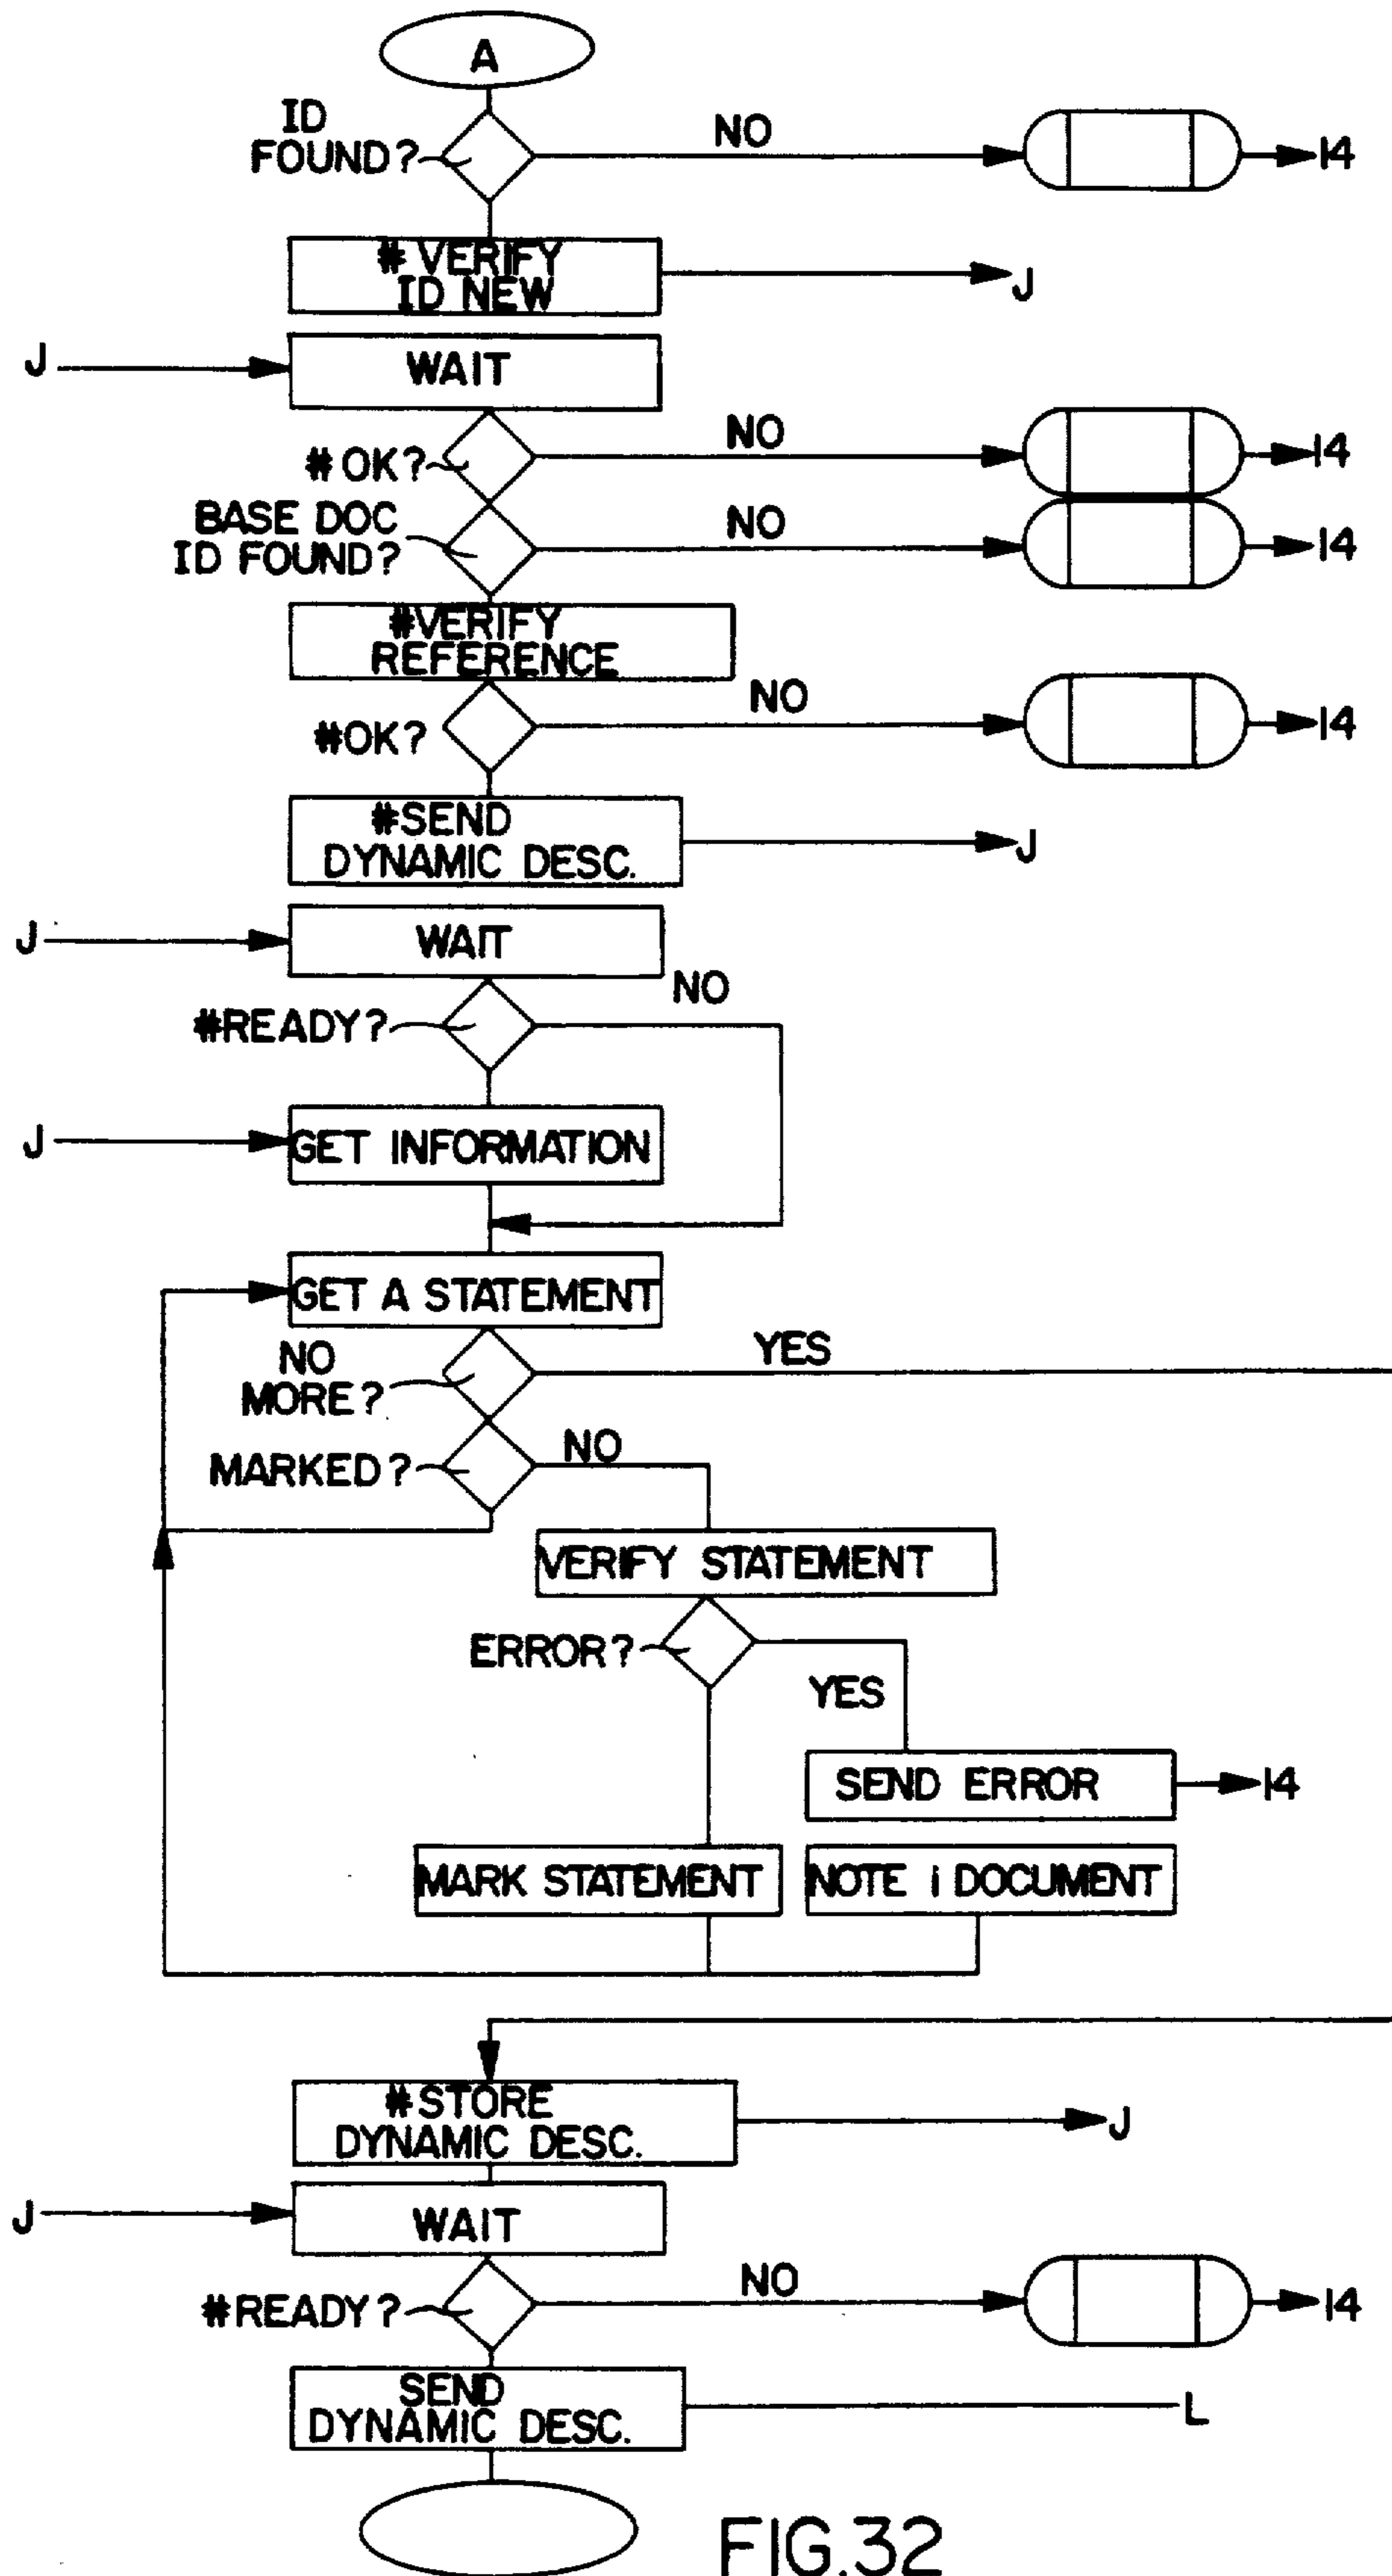 A
ID
FOUND?
NO
14
# VERIFY
ID NEW
J
J
WAIT
# OK?
NO
14
BASE DOC
ID FOUND?
NO
14
#VERIFY
REFERENCE
#OK?
NO
14
#SEND
DYNAMIC DESC.
J
J
WAIT
NO
#READY?
J
GET INFORMATION
GET A STATEMENT
NO
MORE?
YES
MARKED?
NO
VERIFY STATEMENT
ERROR?
YES
SEND ERROR
14
MARK STATEMENT
NOTE i DOCUMENT
#STORE
DYNAMIC DESC.
J
J
WAIT
#READY?
NO
14
SEND
DYNAMIC DESC.
L
FIG.32